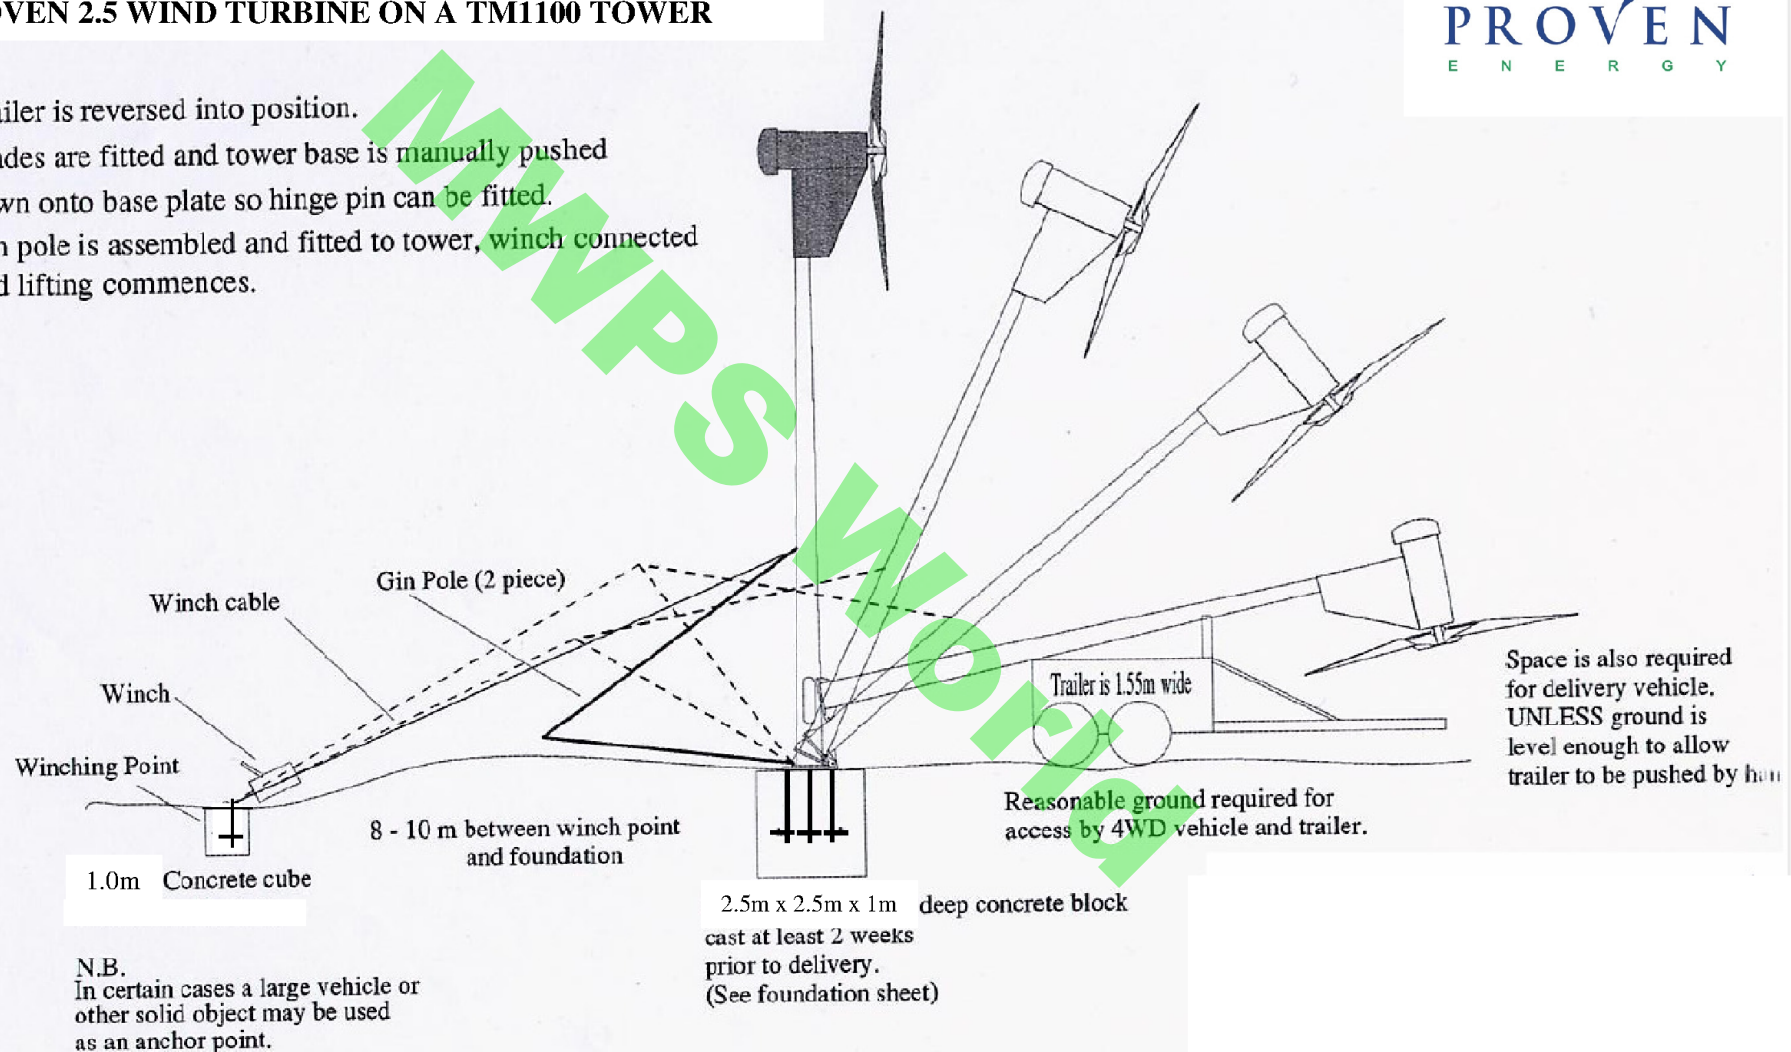 OVEN 2.5 WIND TURBINE ON A TM1100 TOWER
PROVEN
ENERGY
ailer is reversed into position.
ades are fitted and tower base is manually pushed
wn onto base plate so hinge pin can be fitted.
n pole is assembled and fitted to tower, winch connected
d lifting commences.
MWPS World
Gin Pole (2 piece)
Winch cable
Winch
Winching Point
Trailer is 1.55m wide
Space is also required
for delivery vehicle.
UNLESS ground is
level enough to allow
trailer to be pushed by
Reasonable ground required for
access by 4WD vehicle and trailer.
8 - 10 m between winch point
and foundation
1.0m Concrete cube
2.5m x 2.5m x 1m deep concrete block
cast at least 2 weeks
prior to delivery.
(See foundation sheet)
N.B.
In certain cases a large vehicle or
other solid object may be used
as an anchor point.